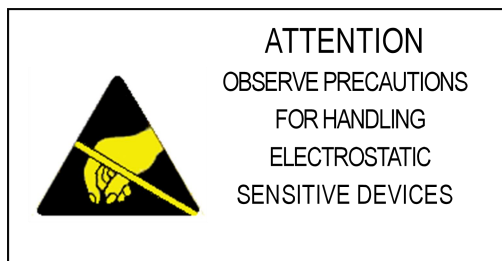 ATTENTION
OBSERVE PRECAUTIONS
FOR HANDLING
ELECTROSTATIC
SENSITIVE DEVICES